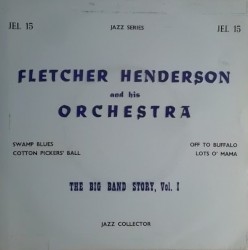 JEL 15 JAZZ SERIES JEL 15
FLETCHER HENDERSON
and his
ORCHESTRA
SWAMP BLUES OFF TO BUFFALO
COTTON PICKERS' BALL LOTS O' MAMA
THE BIG BAND STORY, Vol. I
JAZZ COLLECTOR